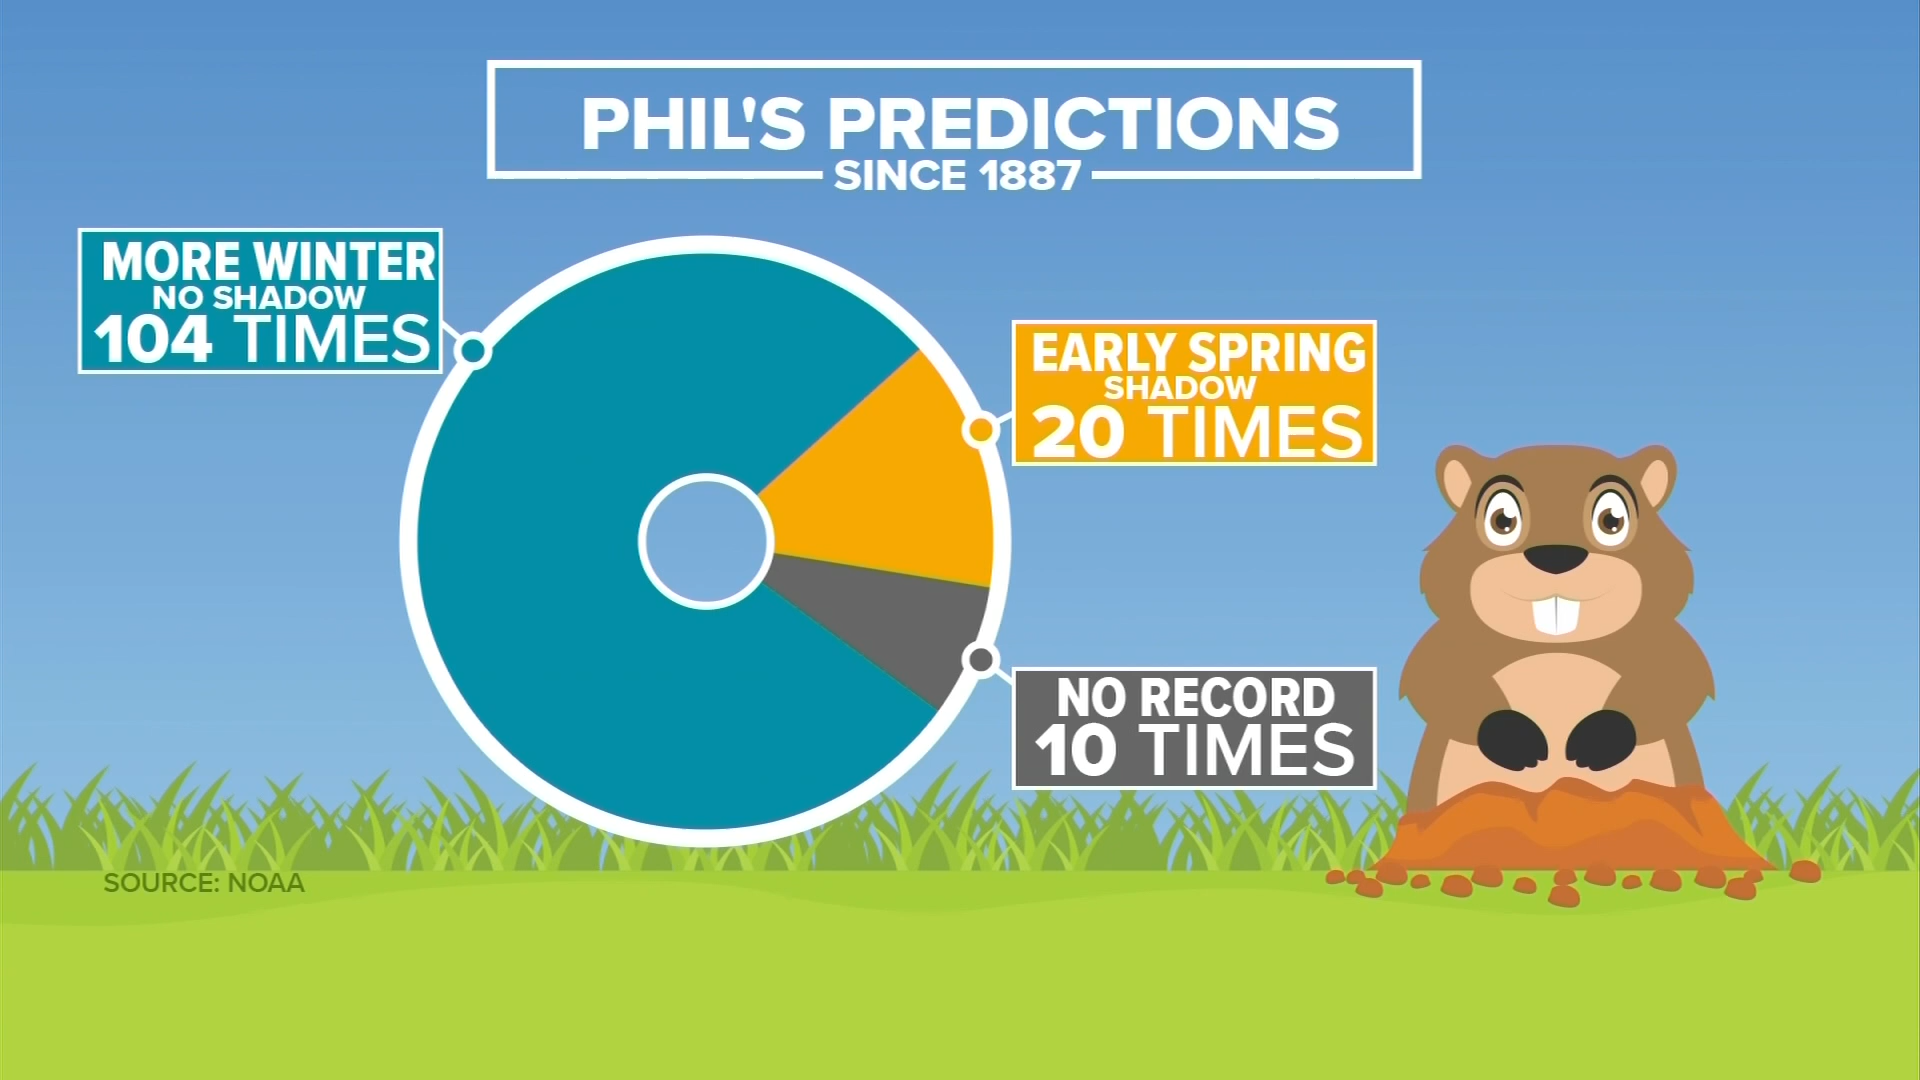 PHIL'S PREDICTIONS
SINCE 1887
MORE WINTER
NO SHADOW
104 TIMES
EARLY SPRING
SHADOW
20 TIMES
NO RECORD
10 TIMES
SOURCE: NOAA